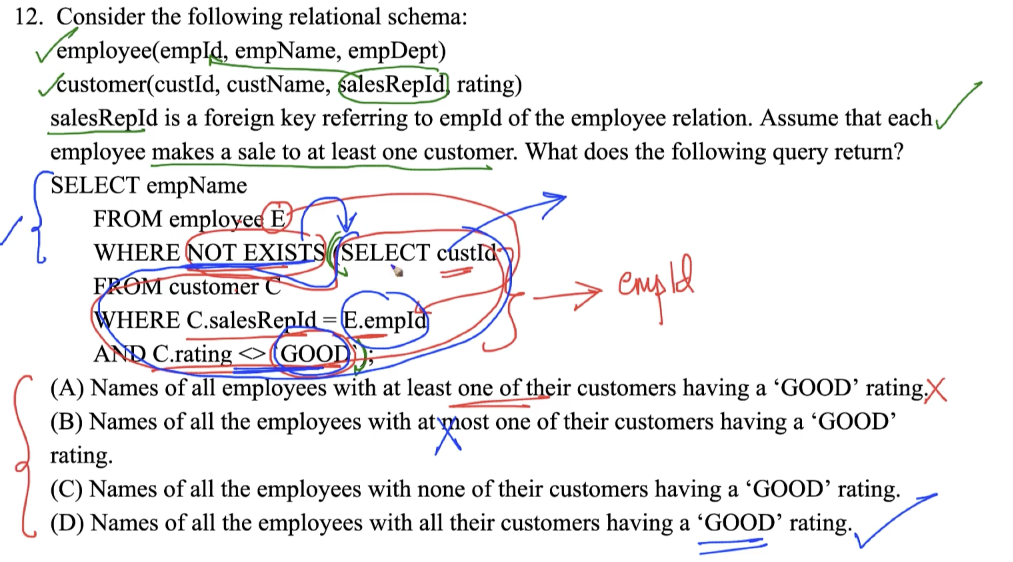 12. Consider the following relational schema:
employee(empId, empName, empDept)
customer(custId, custName, salesRepId, rating)
salesRepId is a foreign key referring to empId of the employee relation. Assume that each
employee makes a sale to at least one customer. What does the following query return?
SELECT empName
FROM employee E
WHERE NOT EXISTS (SELECT custId
FROM customer C
WHERE C.salesRepId = E.empId
AND C.rating <> 'GOOD');
empId
(A) Names of all employees with at least one of their customers having a ‘GOOD’ rating.
(B) Names of all the employees with at most one of their customers having a ‘GOOD’
rating.
(C) Names of all the employees with none of their customers having a ‘GOOD’ rating.
(D) Names of all the employees with all their customers having a ‘GOOD’ rating.